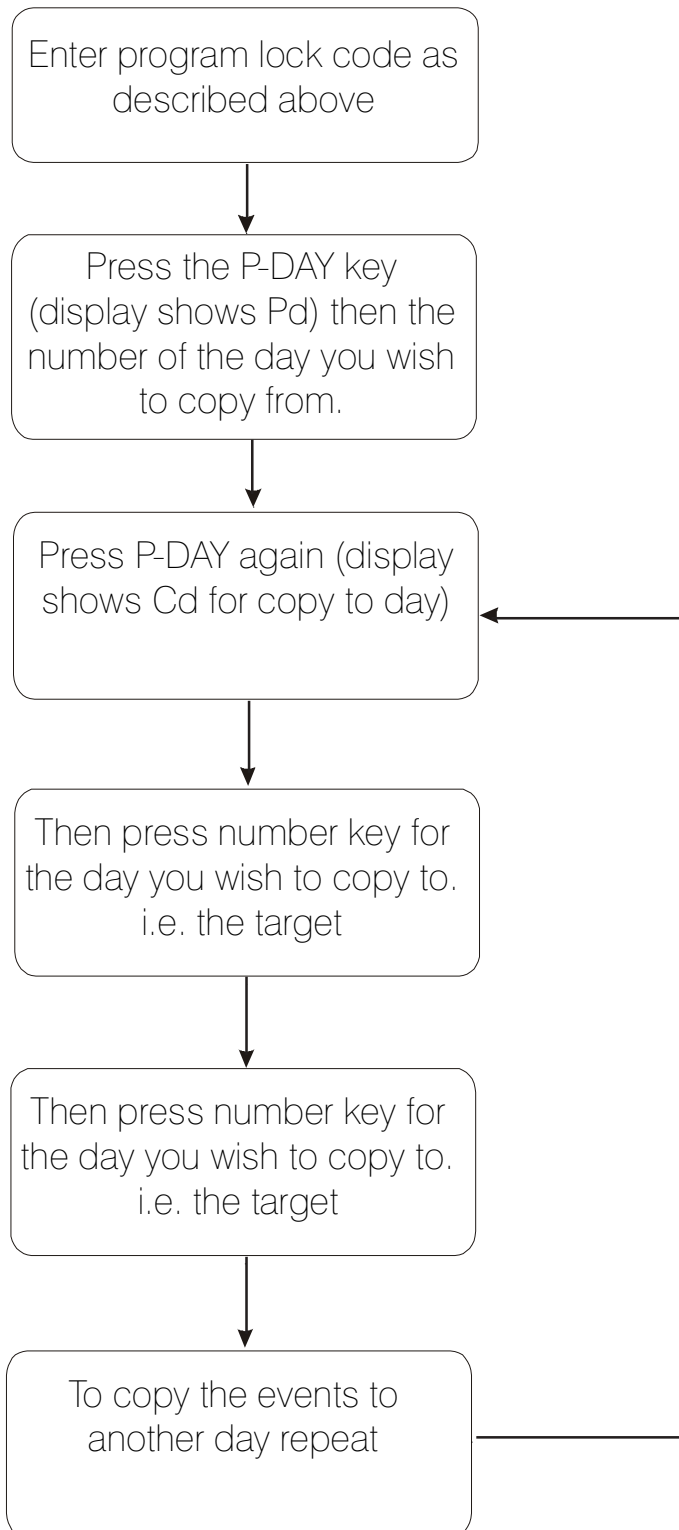 Enter program lock code as
described above
Press the P-DAY key
(display shows Pd) then the
number of the day you wish
to copy from.
Press P-DAY again (display
shows Cd for copy to day)
Then press number key for
the day you wish to copy to.
i.e. the target
Then press number key for
the day you wish to copy to.
i.e. the target
To copy the events to
another day repeat